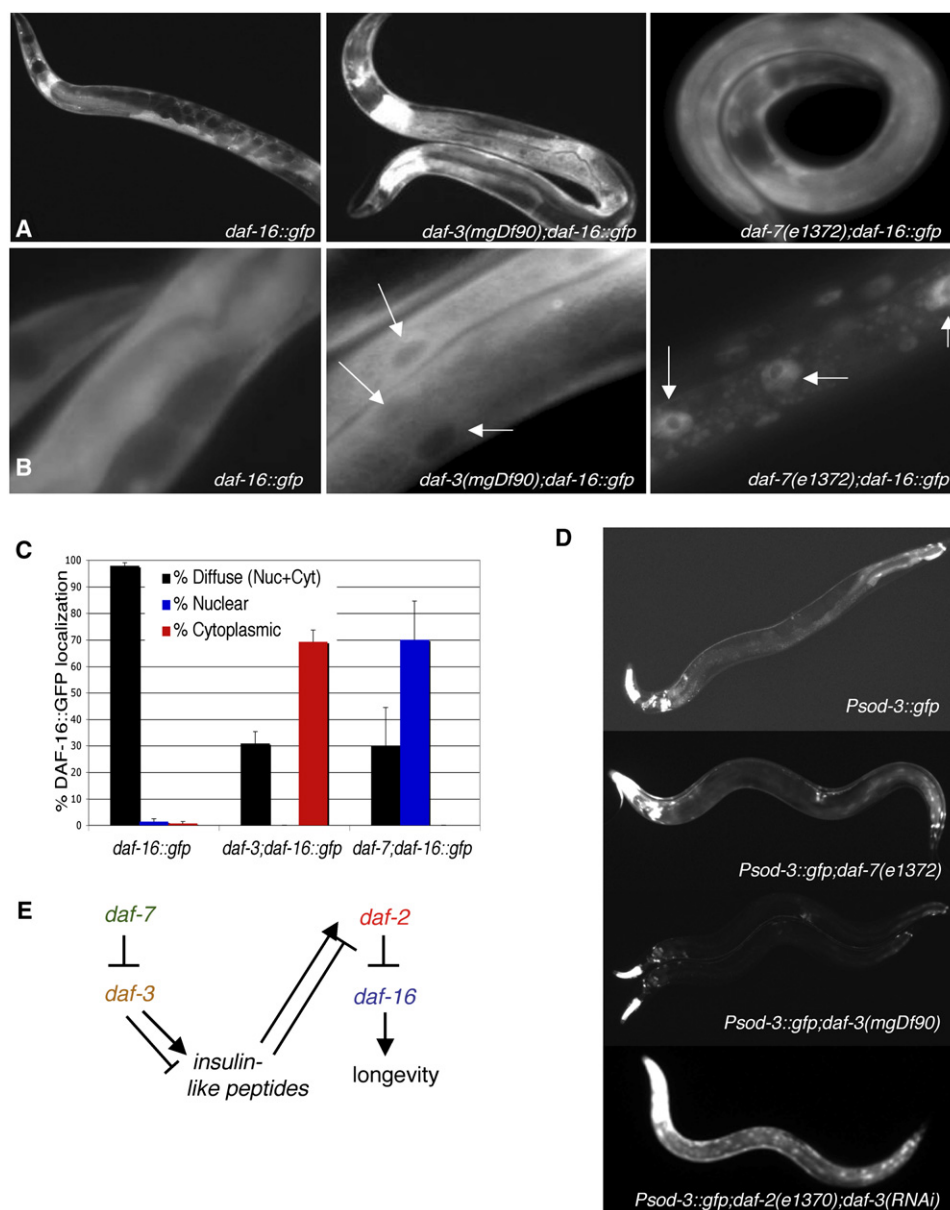 daf-16::gfp
daf-3(mgDf90);daf-16::gfp
daf-7(e1372);daf-16::gfp
A
daf-16::gfp
daf-3(mgDf90);daf-16::gfp
daf-7(e1372);daf-16::gfp
B
C
% DAF-16::GFP localization
100
90
80
70
60
50
40
30
20
10
0
% Diffuse (Nuc+Cyt)
% Nuclear
% Cytoplasmic
daf-16::gfp
daf-3;daf-16::gfp
daf-7;daf-16::gfp
D
Psod-3::gfp
Psod-3::gfp;daf-7(e1372)
Psod-3::gfp;daf-3(mgDf90)
Psod-3::gfp;daf-2(e1370);daf-3(RNAi)
E
daf-7
daf-3
insulin-
like peptides
daf-2
daf-16
longevity